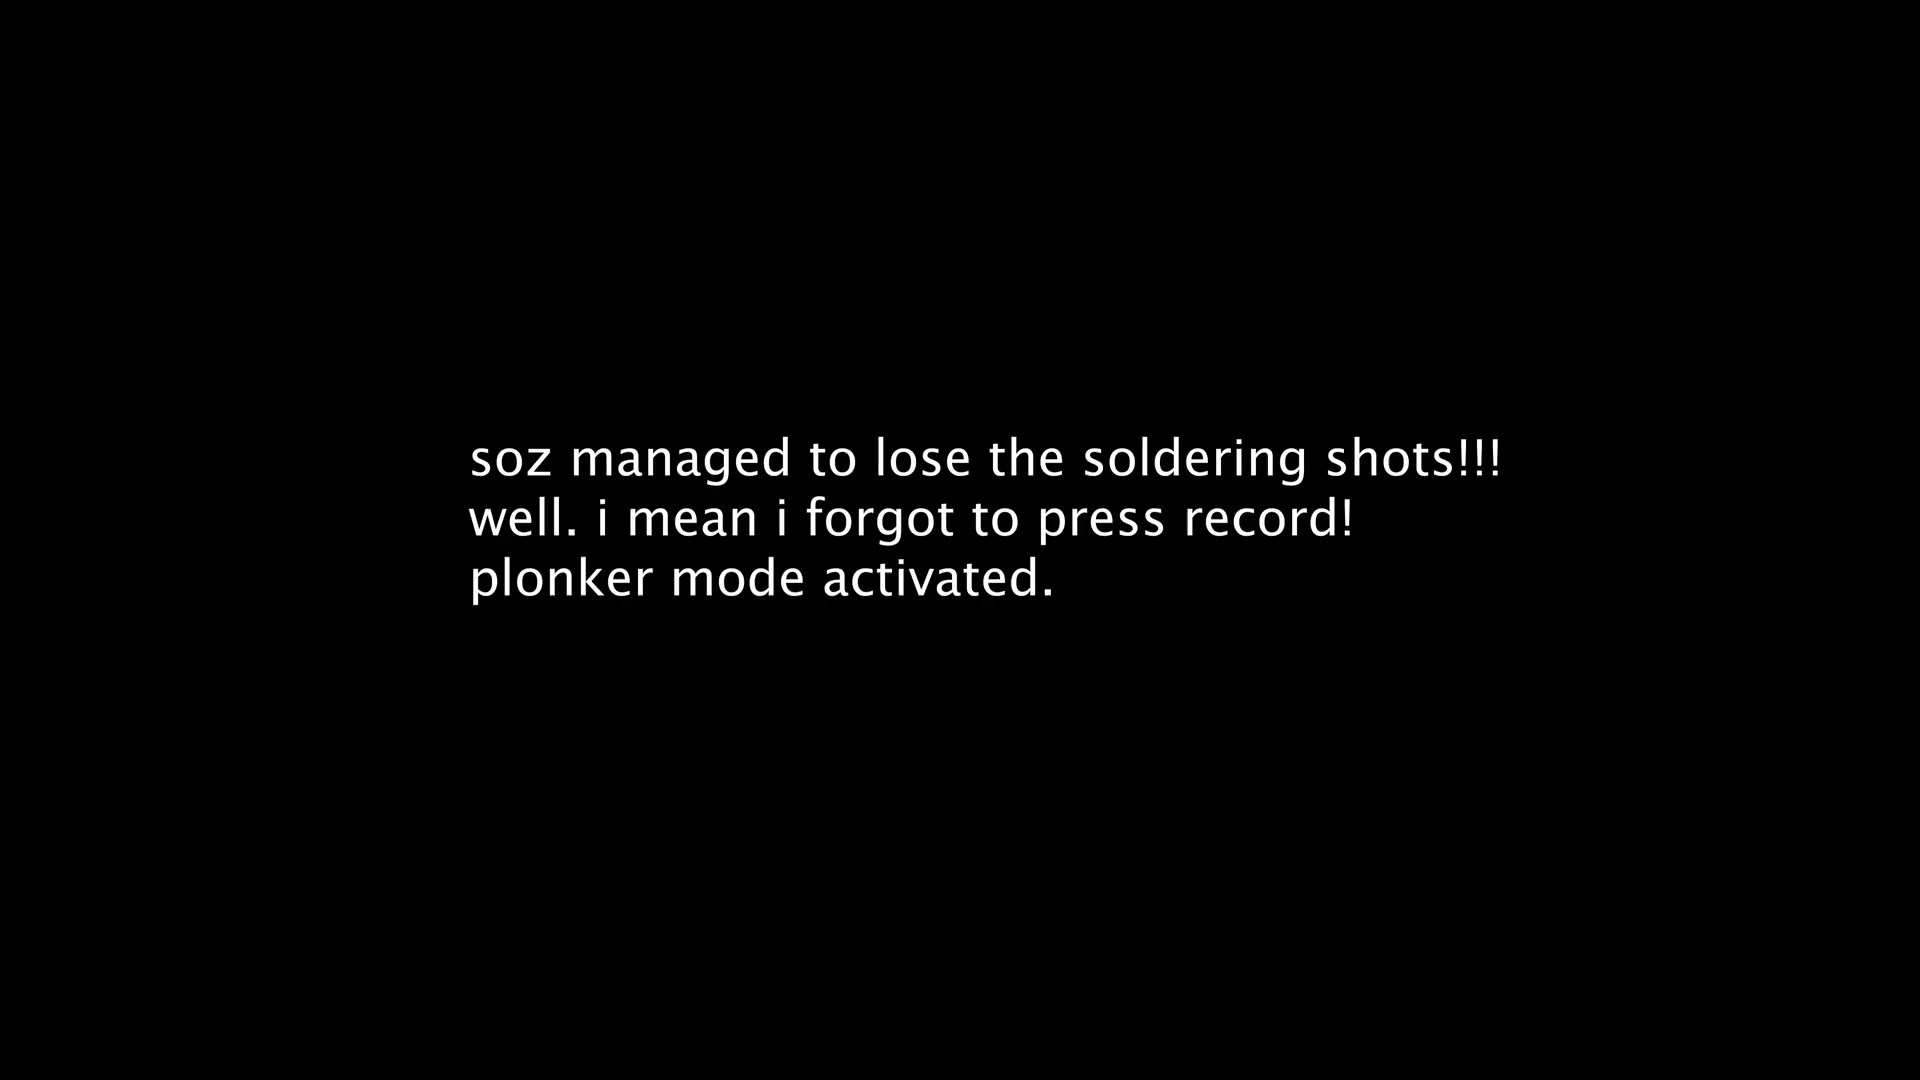 soz managed to lose the soldering shots!!!
well. i mean i forgot to press record!
plonker mode activated.